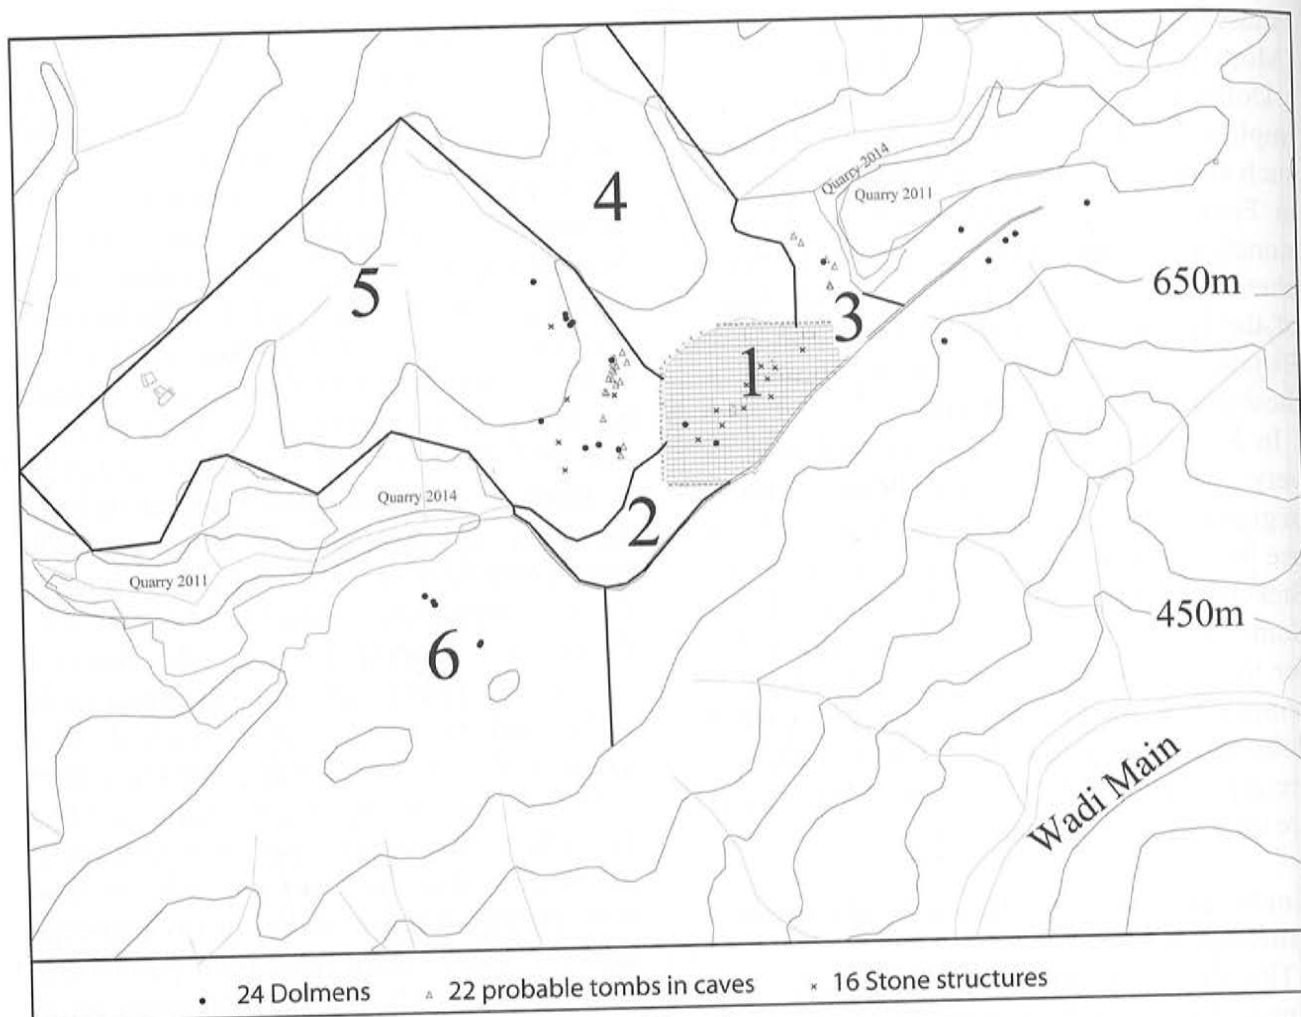 4
Quarry 2014
Quarry 2011
5
650m
3
1
Quarry 2014
2
Quarry 2011
450m
6
Wadi Main
24 Dolmens
22 probable tombs in caves
16 Stone structures